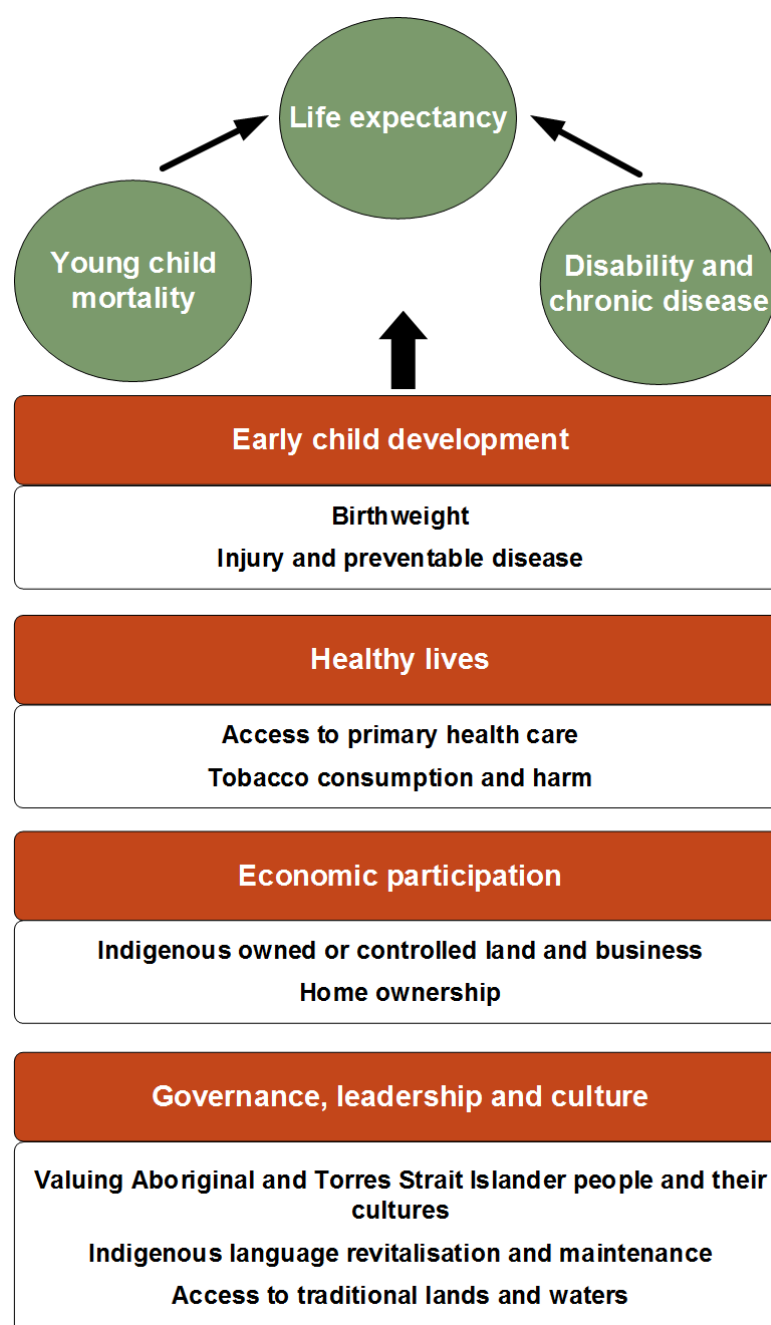 Life expectancy
Young child
mortality
Disability and
chronic disease
Early child development
Birthweight
Injury and preventable disease
Healthy lives
Access to primary health care
Tobacco consumption and harm
Economic participation
Indigenous owned or controlled land and business
Home ownership
Governance, leadership and culture
Valuing Aboriginal and Torres Strait Islander people and their
cultures
Indigenous language revitalisation and maintenance
Access to traditional lands and waters